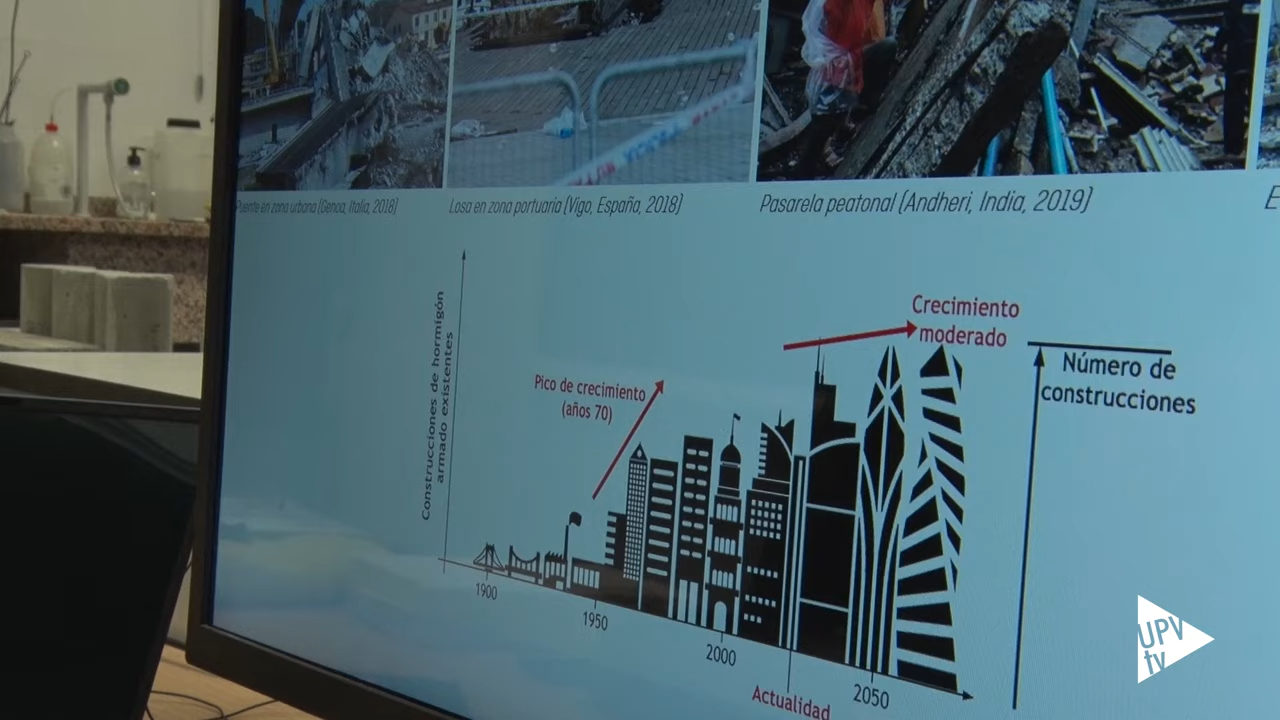 Puente en zona urbana (Genoa, Italia, 2018)
Losa en zona portuaria (Vigo, España, 2018)
Pasarela peatonal (Andheri, India, 2019)
E
Construcciones de hormigón
armado existentes
Pico de crecimiento
(años 70)
Crecimiento
moderado
Número de
construcciones
1900
1950
2000
2050
Actualidad
UPV
tv